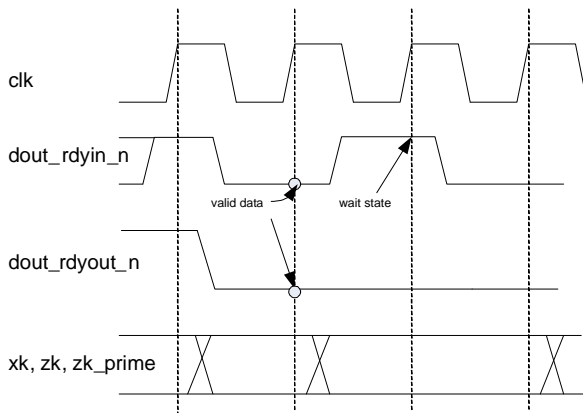 clk
dout_rdyin_n
valid data
wait state
dout_rdyout_n
xk, zk, zk_prime